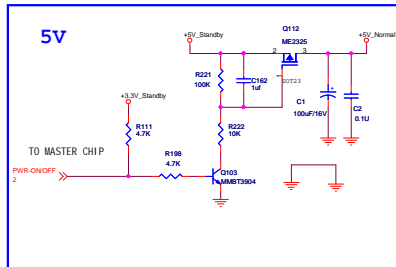 5V
+5V_Standby
Q112
ME2325
+5V_Normal
2
3
1
SOT23
R221
100K
C162
1uf
+3.3V_Standby
C1
100uF/16V
C2
0.1U
R111
4.7K
R222
10K
TO MASTER CHIP
PWR-ON/OFF
2
R198
4.7K
Q103
MMBT3904